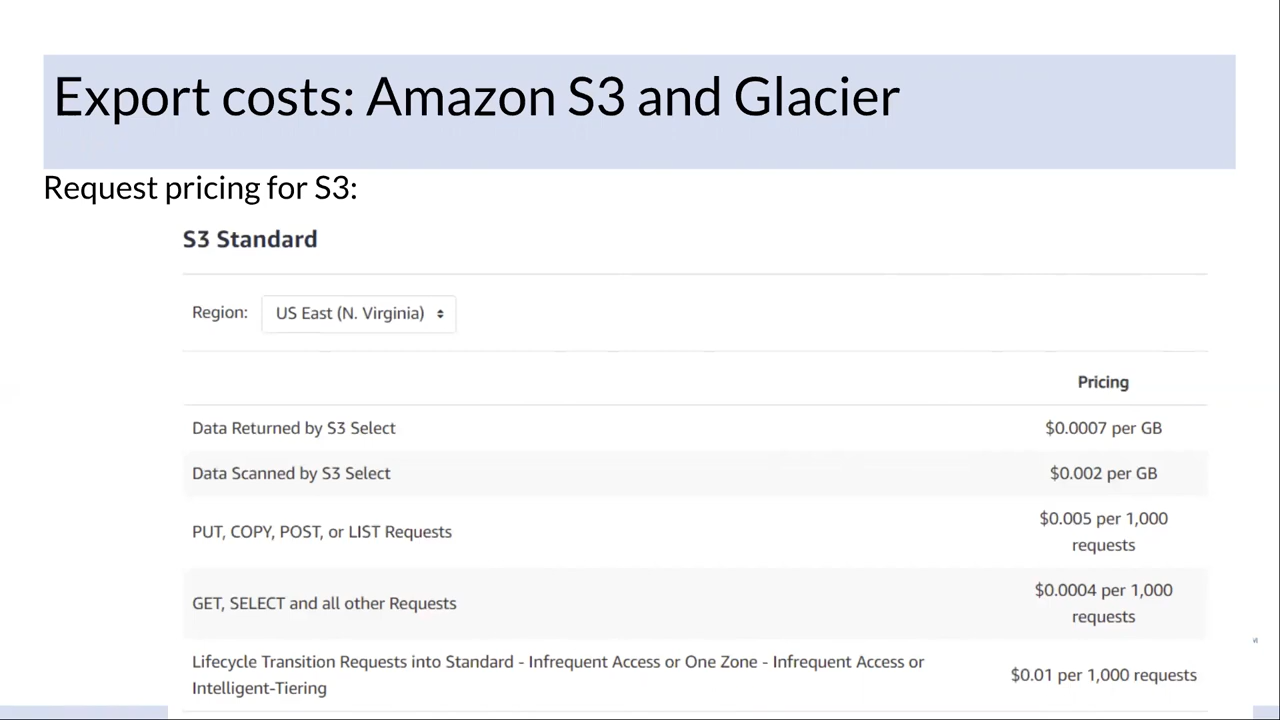 Export costs: Amazon S3 and Glacier
Request pricing for S3:
S3 Standard
Region: US East (N. Virginia)
Pricing
Data Returned by S3 Select $0.0007 per GB
Data Scanned by S3 Select $0.002 per GB
PUT, COPY, POST, or LIST Requests $0.005 per 1,000
requests
GET, SELECT and all other Requests $0.0004 per 1,000
requests
Lifecycle Transition Requests into Standard - Infrequent Access or One Zone - Infrequent Access or
Intelligent-Tiering $0.01 per 1,000 requests